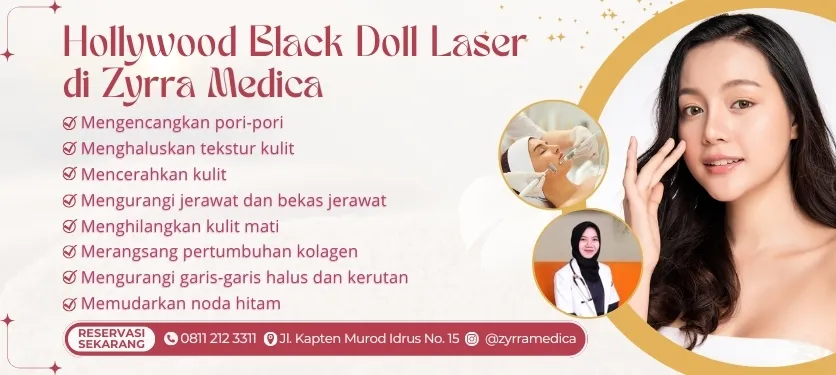 Hollywood Black Doll Laser
di Zyrra Medica
Mengencangkan pori-pori
Menghaluskan tekstur kulit
Mencerahkan kulit
Mengurangi jerawat dan bekas jerawat
Menghilangkan kulit mati
Merangsang pertumbuhan kolagen
Mengurangi garis-garis halus dan kerutan
Memudarkan noda hitam
RESERVASI
SEKARANG
0811 212 3311 Jl. Kapten Murod Idrus No. 15 @zyrramedica